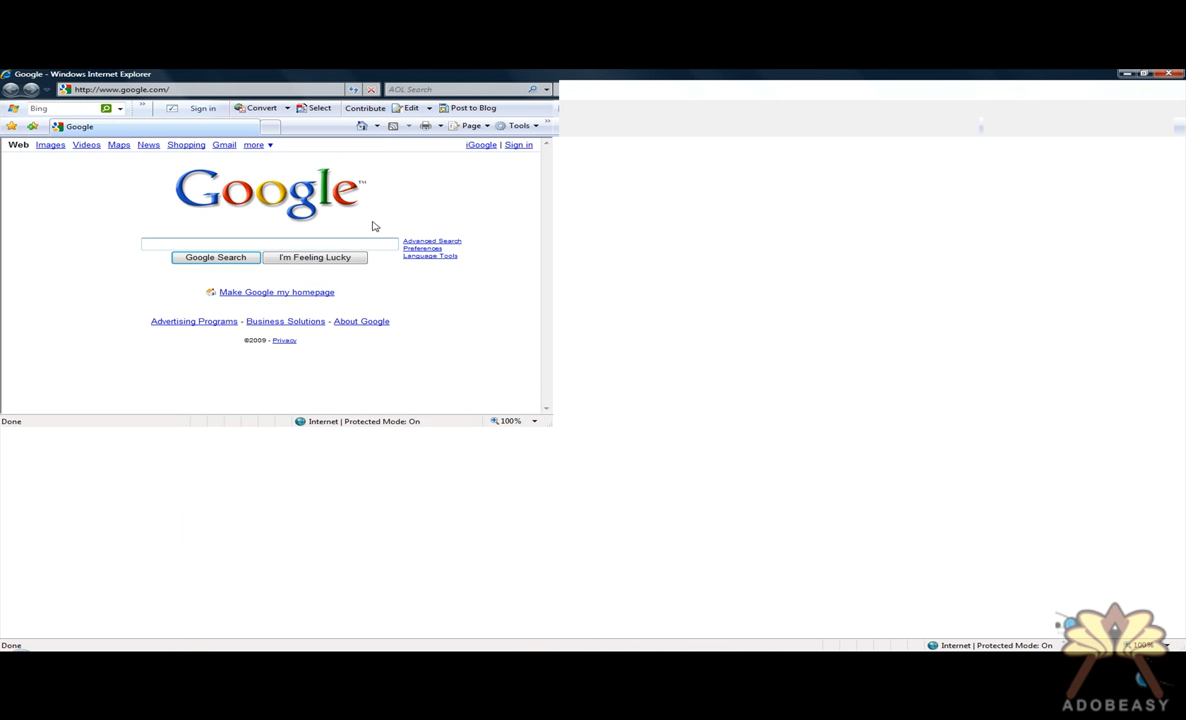 Google - Windows Internet Explorer
http://www.google.com/
AOL Search
Bing
Sign in
Convert
Select
Contribute
Edit
Post to Blog
Google
Page
Tools
Web Images Videos Maps News Shopping Gmail more
iGoogle | Sign in
Google™
Advanced Search
Preferences
Language Tools
Google Search
I'm Feeling Lucky
Make Google my homepage
Advertising Programs - Business Solutions - About Google
©2009 - Privacy
Done
Internet | Protected Mode: On
100%
Done
Internet | Protected Mode: On
100%
ADOBEASY